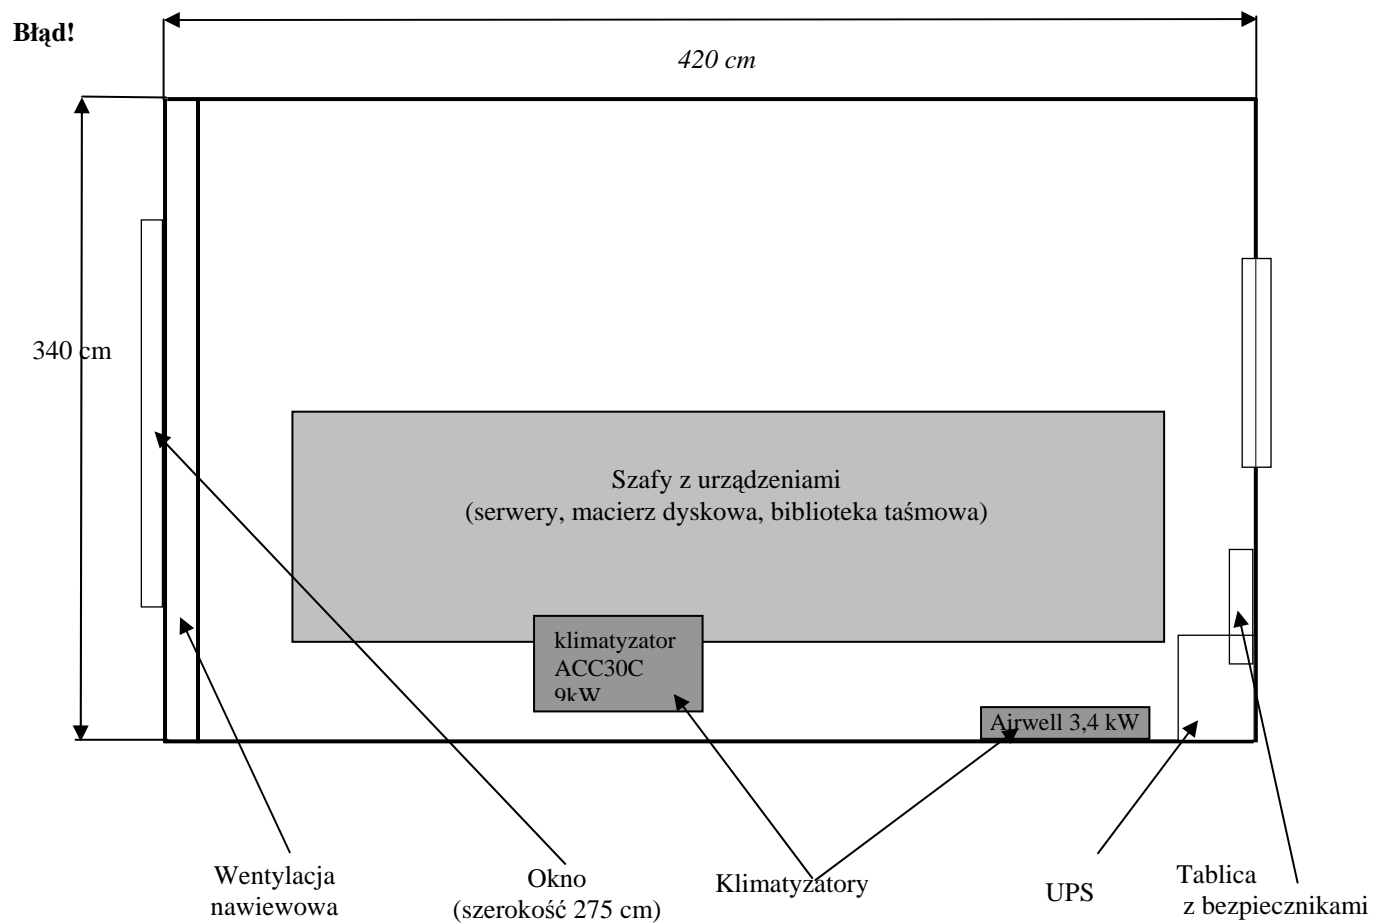 Błąd!
420 cm
340 cm
Szafy z urządzeniami
(serwery, macierz dyskowa, biblioteka taśmowa)
klimatyzator
ACC30C
9kW
Airwell 3,4 kW
Wentylacja
nawiewowa
Okno
(szerokość 275 cm)
Klimatyzatory
UPS
Tablica
z bezpiecznikami